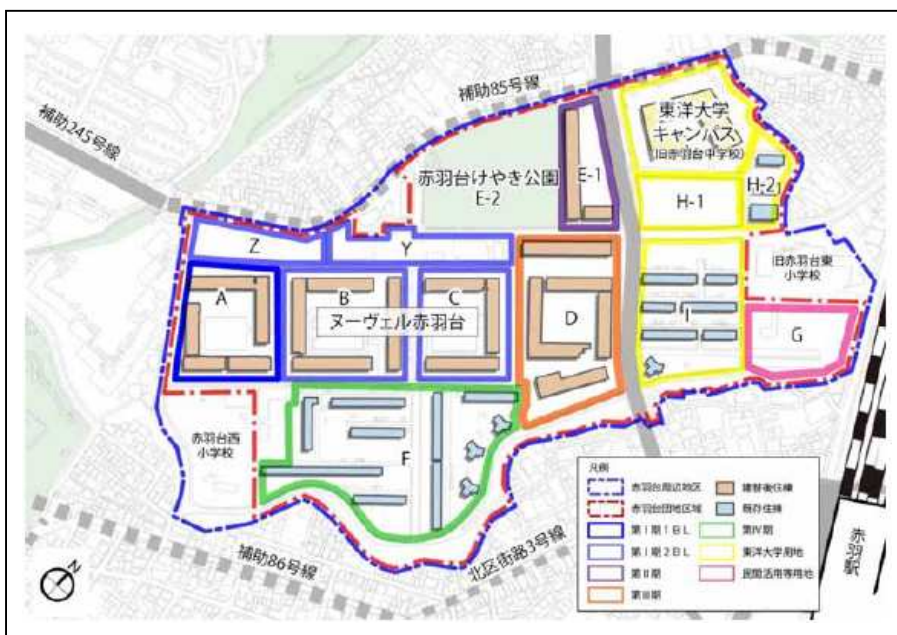 補助85号線
補助245号線
東洋大学
キャンパス
(旧赤羽台中学校)
赤羽台けやき公園
E-2
E-1
H-1
H-2
旧赤羽台東
小学校
Z
Y
A
B
C
D
I
G
ヌーヴェル赤羽台
赤羽台西
小学校
F
補助86号線
北区街路3号線
赤羽駅
N
凡例
赤羽台周辺地区
赤羽台団地区域
第Ⅰ期1BL
第Ⅰ期2BL
第Ⅱ期
第Ⅲ期
建替後住棟
既存住棟
第Ⅳ期
東洋大学用地
民間活用等用地